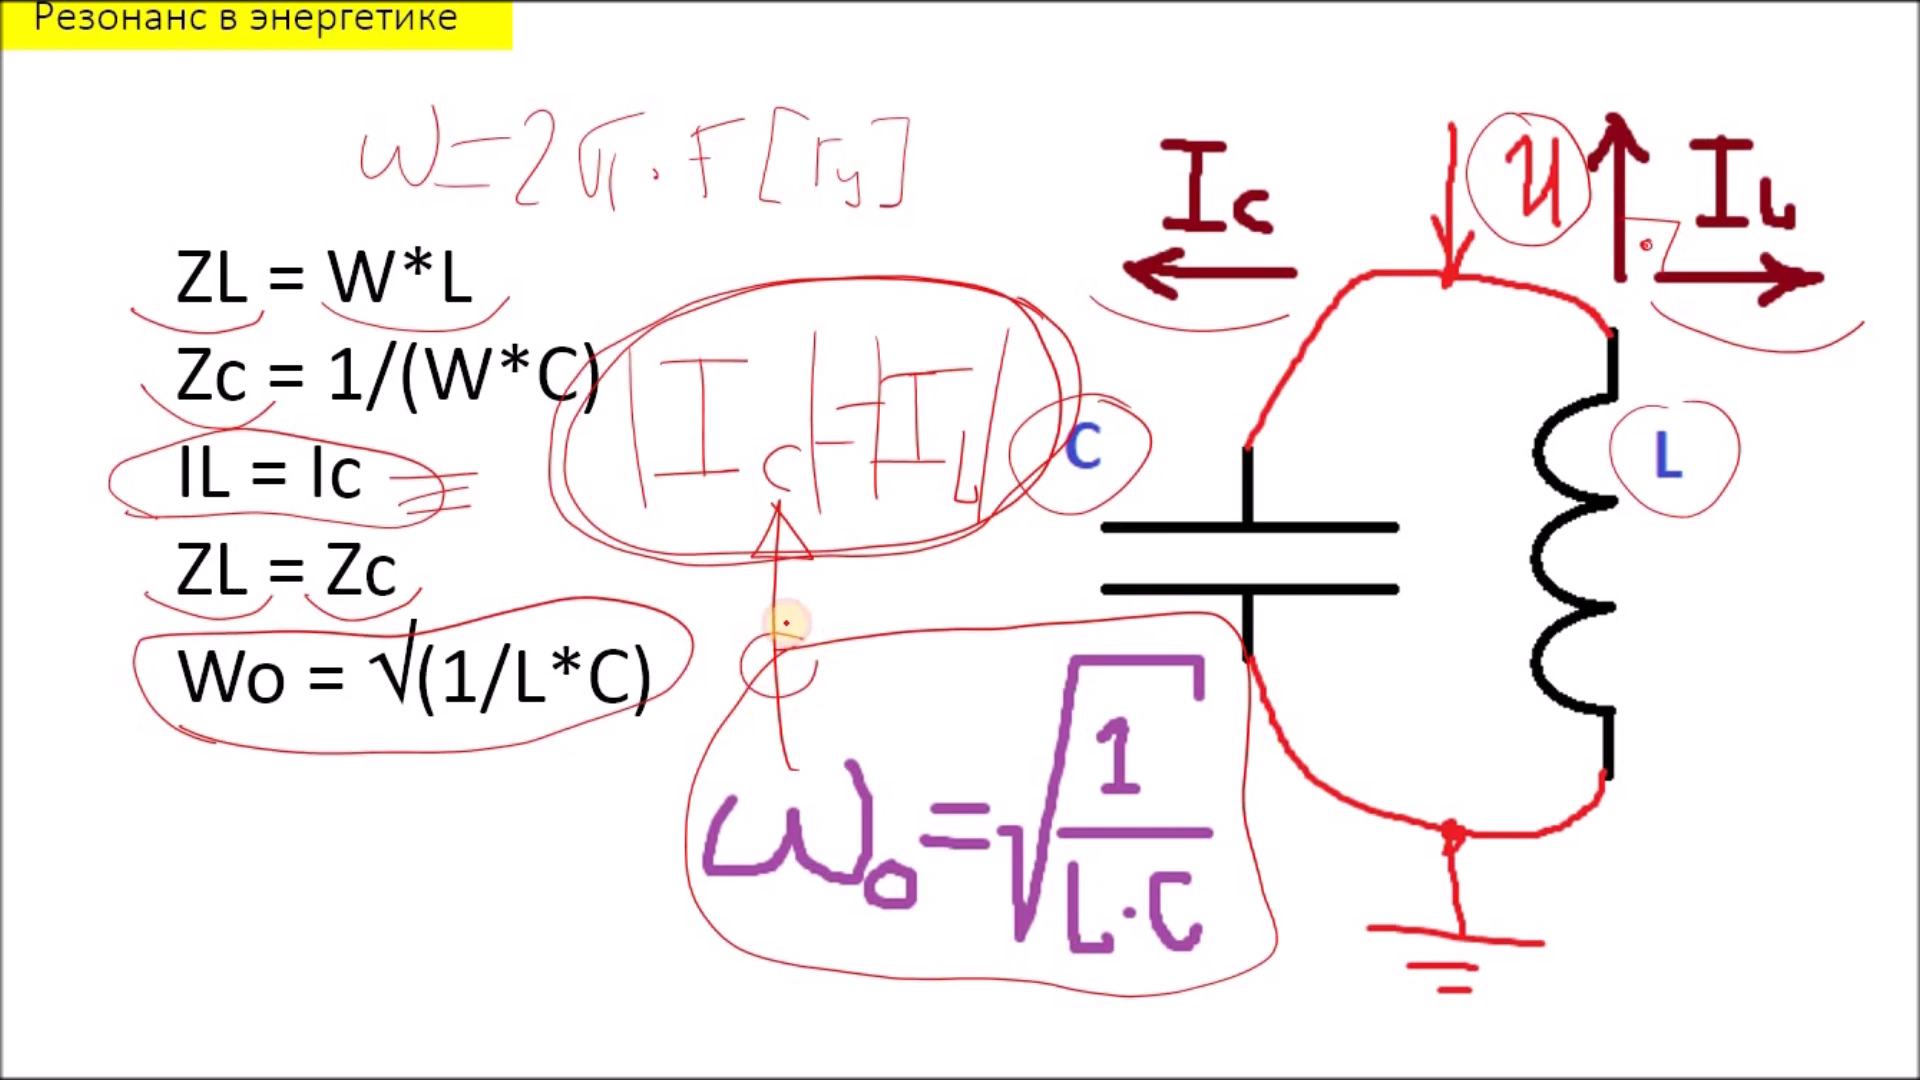 Резонанс в энергетике
W=2π·F[Гц]
ZL = W*L
Zc = 1/(W*C)
IL = Ic
ZL = Zc
Wo = √(1/L*C)
|Ic|=|IL|
Ic
U
IL
C
L
ω₀=√1/L·C